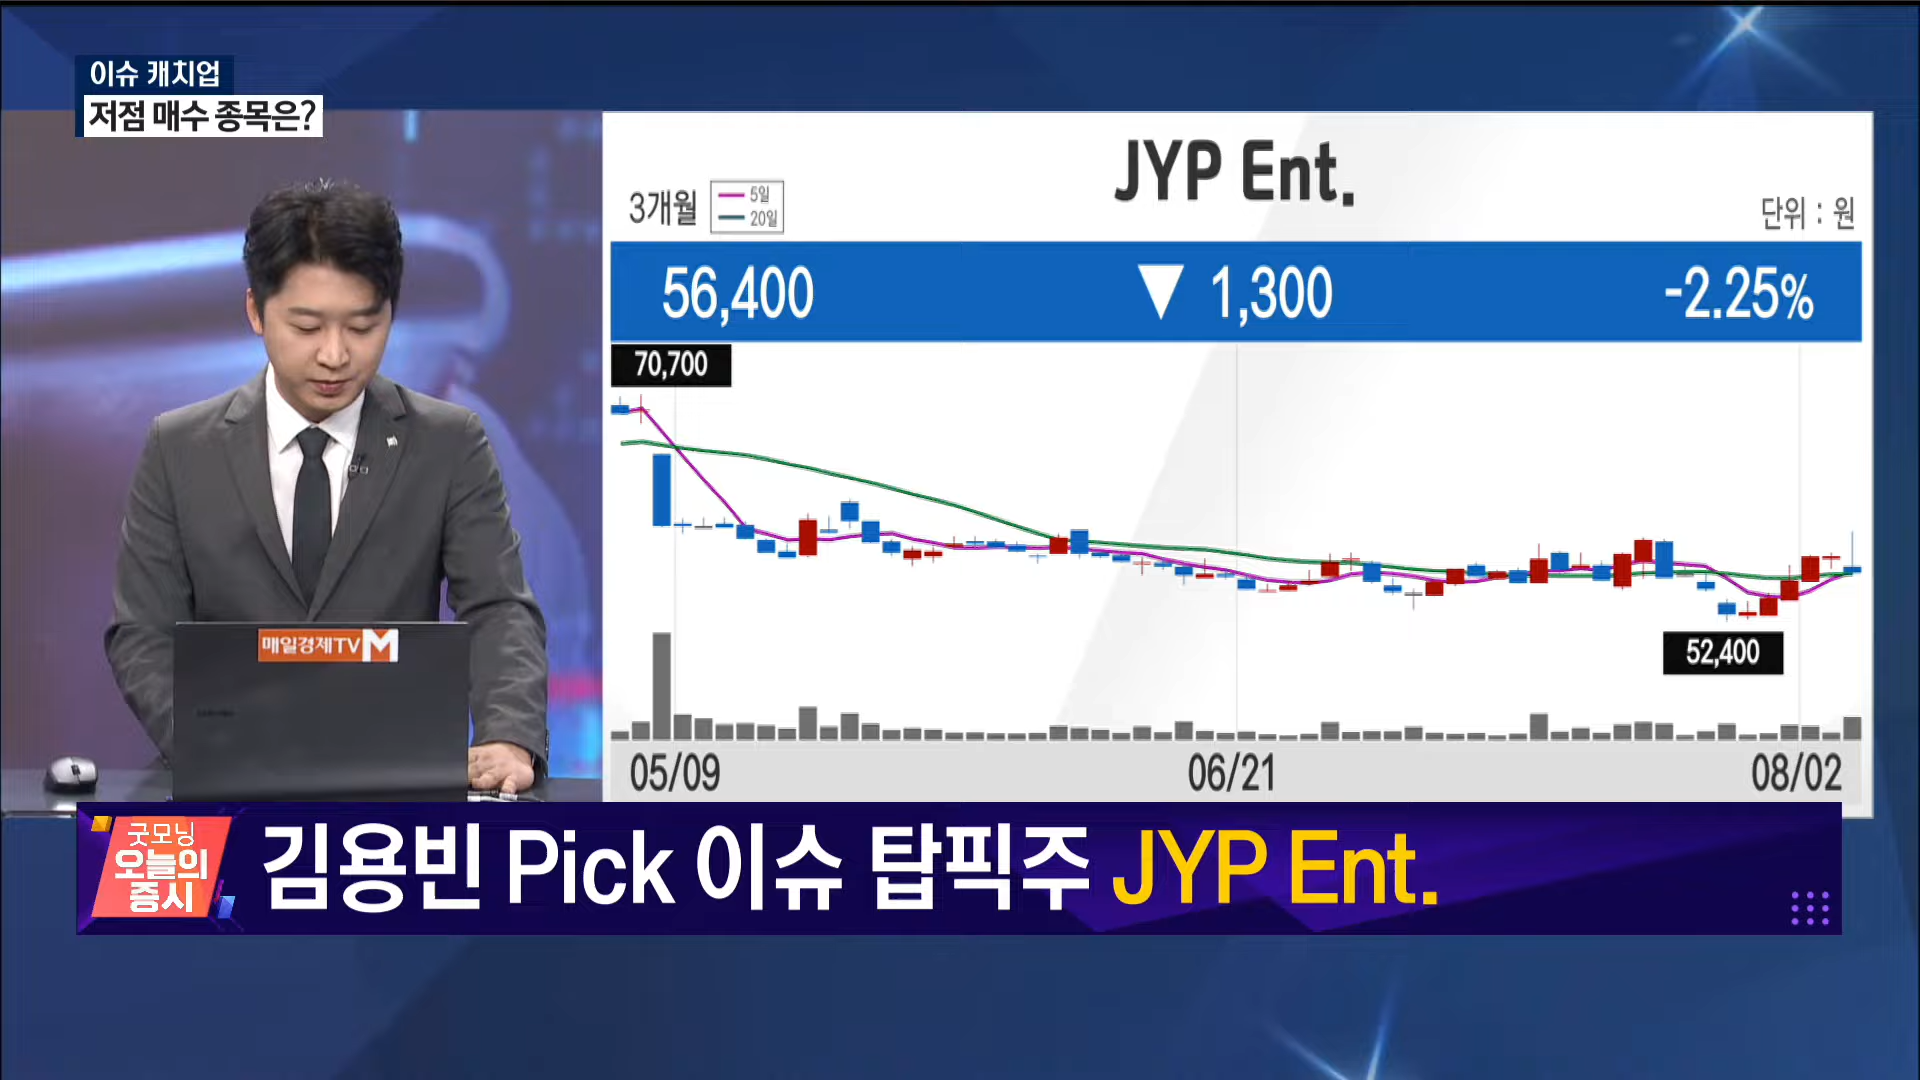 이슈 캐치업
저점 매수 종목은?
JYP Ent.
3개월
5일
20일
단위 : 원
56,400 ▼ 1,300 -2.25%
70,700
52,400
05/09 06/21 08/02
매일경제TV M
굿모닝
오늘의
증시
김용빈 Pick 이슈 탑픽주 JYP Ent.